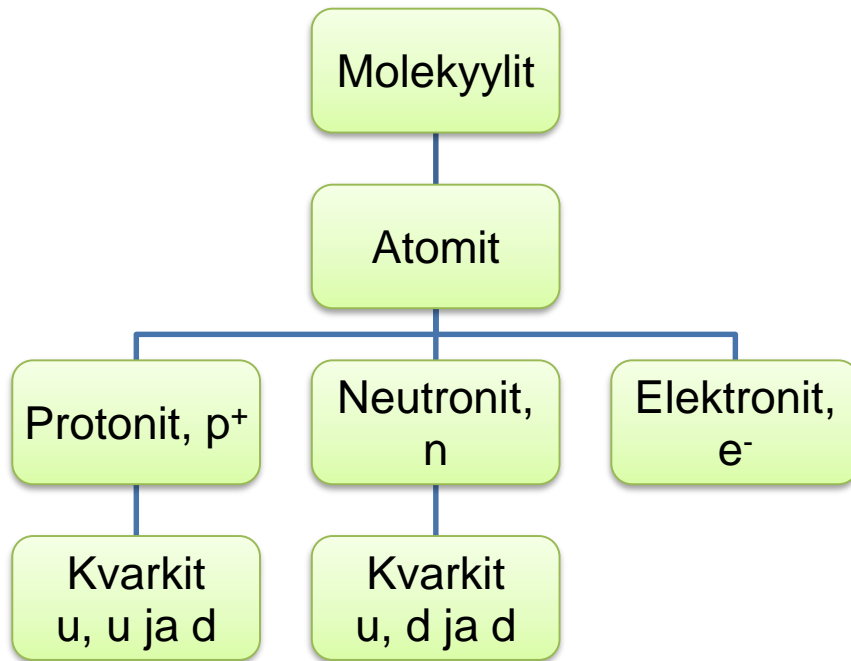 Molekyylit
Atomit
Protonit, p⁺
Neutronit,
n
Elektronit,
e⁻
Kvarkit
u, u ja d
Kvarkit
u, d ja d